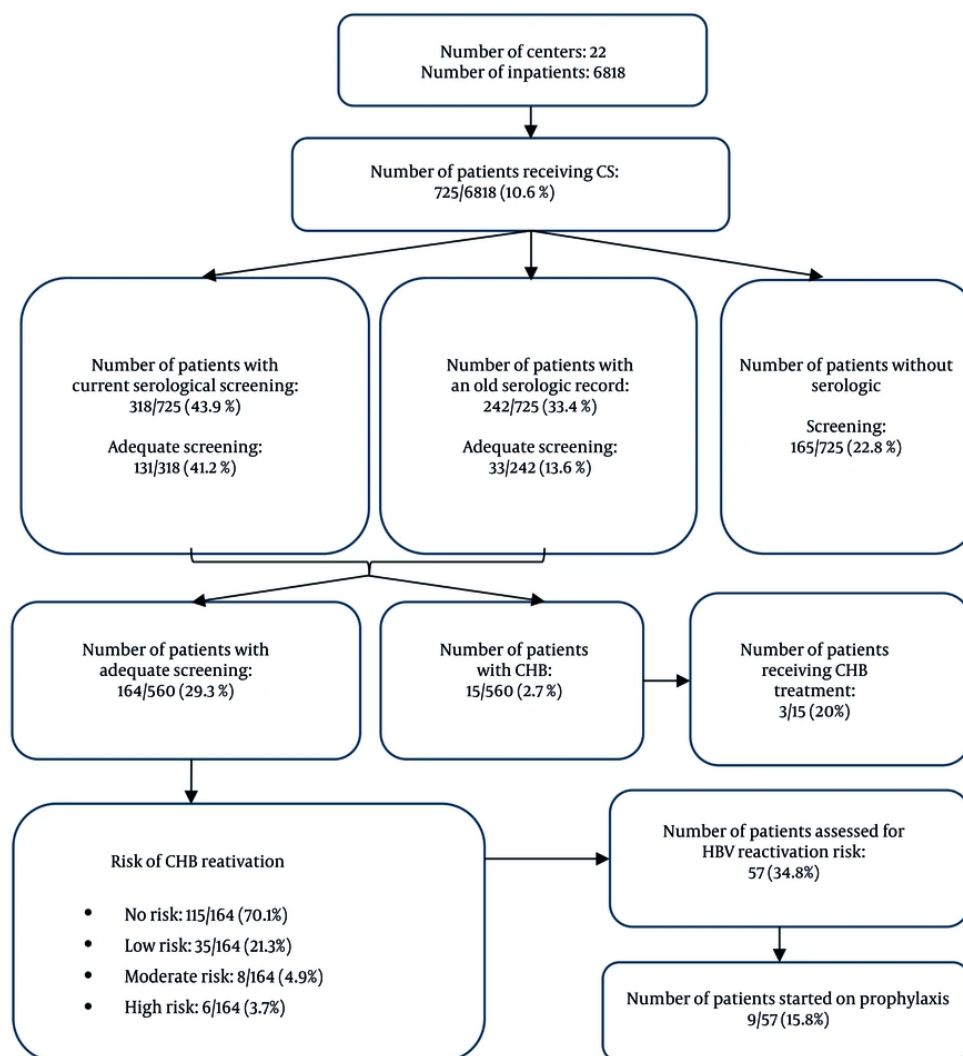 Number of centers: 22
Number of inpatients: 6818
Number of patients receiving CS:
725/6818 (10.6 %)
Number of patients with
current serological screening:
318/725 (43.9 %)
Adequate screening:
131/318 (41.2 %)
Number of patients with
an old serologic record:
242/725 (33.4 %)
Adequate screening:
33/242 (13.6 %)
Number of patients without
serologic
Screening:
165/725 (22.8 %)
Number of patients with
adequate screening:
164/560 (29.3 %)
Number of patients
with CHB:
15/560 (2.7 %)
Number of patients
receiving CHB
treatment:
3/15 (20%)
Risk of CHB reativation
• No risk: 115/164 (70.1%)
• Low risk: 35/164 (21.3%)
• Moderate risk: 8/164 (4.9%)
• High risk: 6/164 (3.7%)
Number of patients assessed for
HBV reactivation risk:
57 (34.8%)
Number of patients started on prophylaxis
9/57 (15.8%)